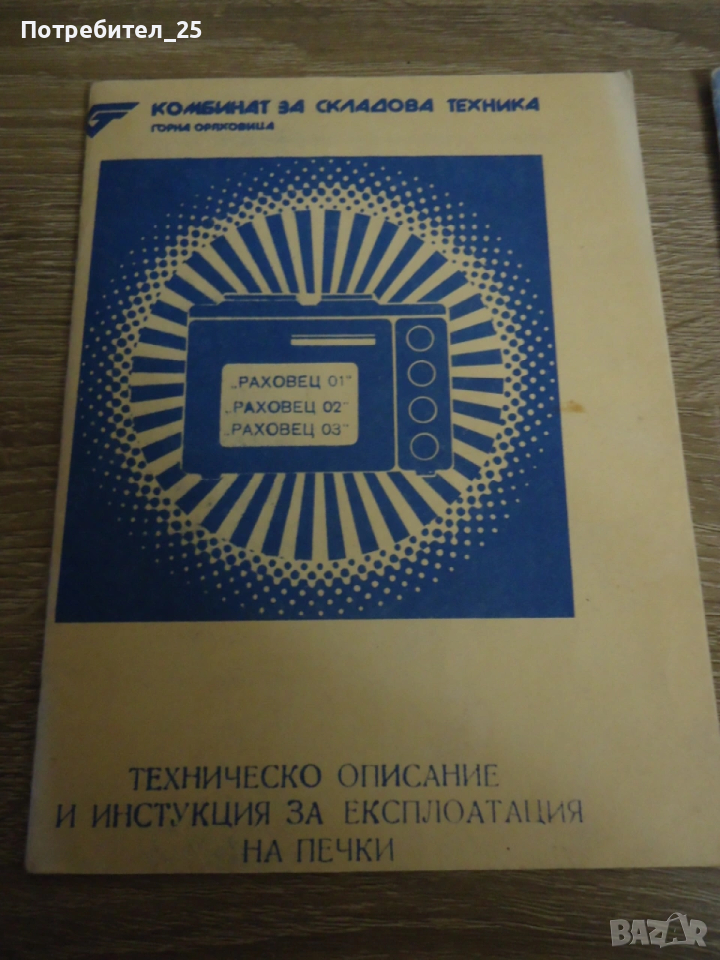 Потребител_25
КОМБИНАТ ЗА СКЛАДОВА ТЕХНИКА
ГОРНА ОРЯХОВИЦА
„РАХОВЕЦ 01"
„РАХОВЕЦ 02"
„РАХОВЕЦ 03"
ТЕХНИЧЕСКО ОПИСАНИЕ
И ИНСТУКЦИЯ ЗА ЕКСПЛОАТАЦИЯ
НА ПЕЧКИ
BAZAR